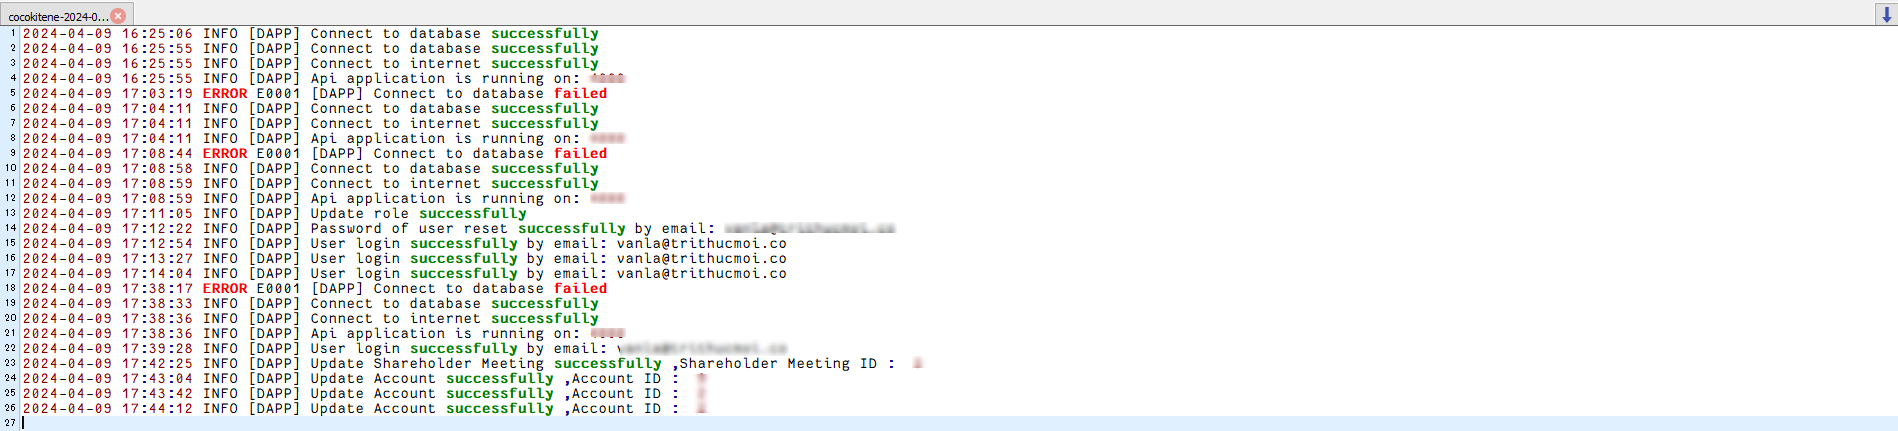 cocokitene-2024-0...
1 2024-04-09 16:25:06 INFO [DAPP] Connect to database successfully
2 2024-04-09 16:25:55 INFO [DAPP] Connect to database successfully
3 2024-04-09 16:25:55 INFO [DAPP] Connect to internet successfully
4 2024-04-09 16:25:55 INFO [DAPP] Api application is running on:
5 2024-04-09 17:03:19 ERROR E0001 [DAPP] Connect to database failed
6 2024-04-09 17:04:11 INFO [DAPP] Connect to database successfully
7 2024-04-09 17:04:11 INFO [DAPP] Connect to internet successfully
8 2024-04-09 17:04:11 INFO [DAPP] Api application is running on:
9 2024-04-09 17:08:44 ERROR E0001 [DAPP] Connect to database failed
10 2024-04-09 17:08:58 INFO [DAPP] Connect to database successfully
11 2024-04-09 17:08:59 INFO [DAPP] Connect to internet successfully
12 2024-04-09 17:08:59 INFO [DAPP] Api application is running on:
13 2024-04-09 17:11:05 INFO [DAPP] Update role successfully
14 2024-04-09 17:12:22 INFO [DAPP] Password of user reset successfully by email:
15 2024-04-09 17:12:54 INFO [DAPP] User login successfully by email: vanla@trithucmoi.co
16 2024-04-09 17:13:27 INFO [DAPP] User login successfully by email: vanla@trithucmoi.co
17 2024-04-09 17:14:04 INFO [DAPP] User login successfully by email: vanla@trithucmoi.co
18 2024-04-09 17:38:17 ERROR E0001 [DAPP] Connect to database failed
19 2024-04-09 17:38:33 INFO [DAPP] Connect to database successfully
20 2024-04-09 17:38:36 INFO [DAPP] Connect to internet successfully
21 2024-04-09 17:38:36 INFO [DAPP] Api application is running on:
22 2024-04-09 17:39:28 INFO [DAPP] User login successfully by email:
23 2024-04-09 17:42:25 INFO [DAPP] Update Shareholder Meeting successfully ,Shareholder Meeting ID :
24 2024-04-09 17:43:04 INFO [DAPP] Update Account successfully ,Account ID :
25 2024-04-09 17:43:42 INFO [DAPP] Update Account successfully ,Account ID :
26 2024-04-09 17:44:12 INFO [DAPP] Update Account successfully ,Account ID :
27